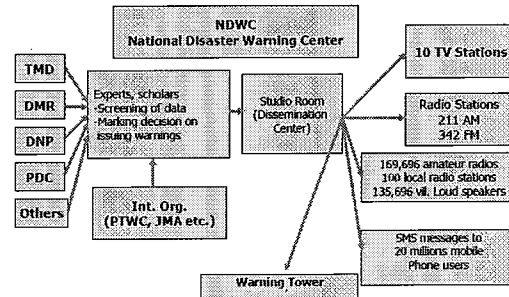 NDWC
National Disaster Warning Center
TMD
DMR
DNP
PDC
Others
Experts, scholars
-Screening of data
-Marking decision on
issuing warnings
Int. Org.
(PTWC, JMA etc.)
Studio Room
(Dissemination
Center)
10 TV Stations
Radio Stations
211 AM
342 FM
169,696 amateur radios
100 local radio stations
135,696 vil. Loud speakers
SMS messages to
20 millions mobile
Phone users
Warning Tower